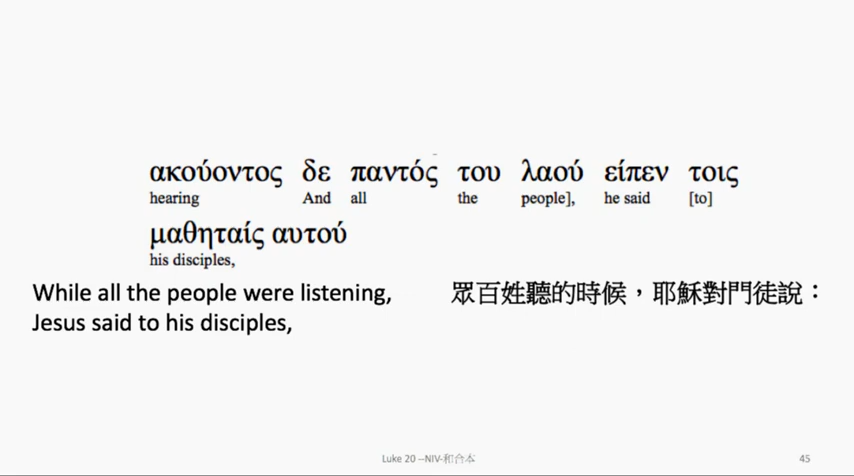 ακούοντος δε παντός του λαού είπεν τοις
hearing And all the people], he said [to]
μαθηταίς αυτού
his disciples,
While all the people were listening,
Jesus said to his disciples,
眾百姓聽的時候，耶穌對門徒說：
Luke 20 --NIV-和合本
45